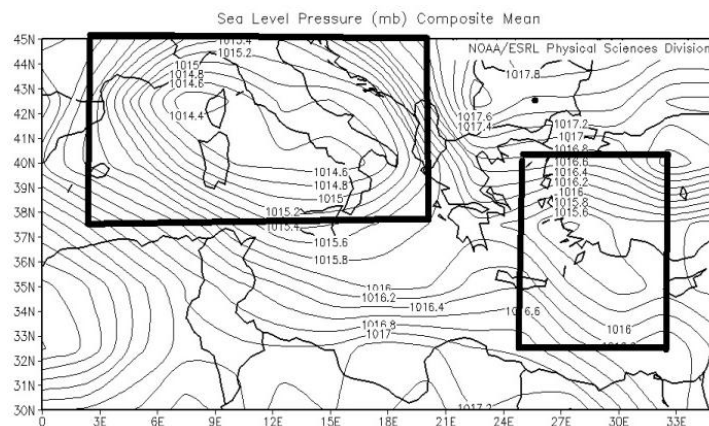 Sea Level Pressure (mb) Composite Mean
NOAA/ESRL Physical Sciences Division
45N
44N
43N
42N
41N
40N
39N
38N
37N
36N
35N
34N
33N
32N
31N
30N
1015.4
1015.2
1015
1014.8
1014.6
1014.4
1014.6
1014.8
1015
1015.2
1015.4
1015.6
1015.8
1016
1016.2
1016.4
1016.6
1016.8
1017
1017.8
1017.6
1017.4
1017.2
1017
1016.8
1016.6
1016.4
1016.2
1016
1015.8
1015.6
1016
1017.2
0
3E
6E
9E
12E
15E
18E
21E
24E
27E
30E
33E